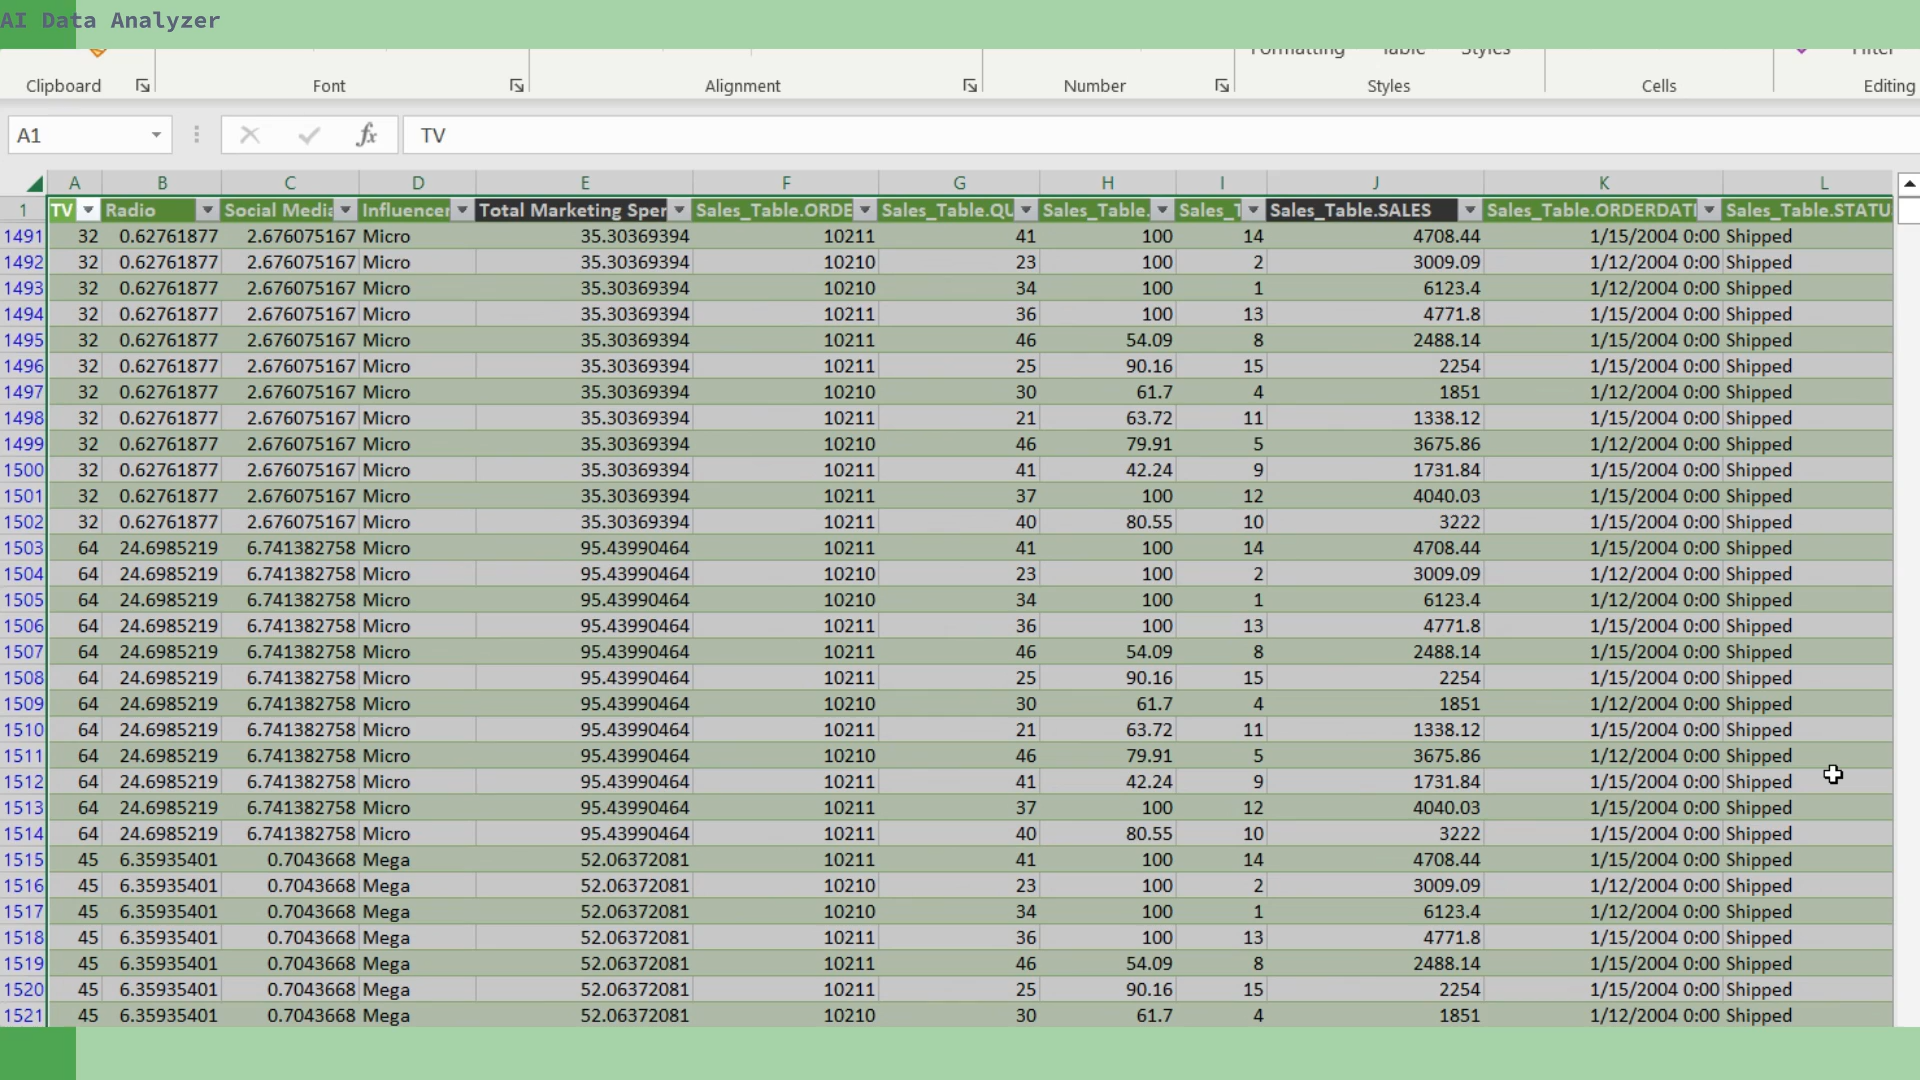 AI Data Analyzer
Clipboard Font Alignment Number Styles Cells Editing
A1 fx TV
A B C D E F G H I J K L
1 TV Radio Social Media Influencer Total Marketing Spen Sales_Table.ORDE Sales_Table.QU Sales_Table. Sales_T Sales_Table.SALES Sales_Table.ORDERDAT Sales_Table.STATU
1491 32 0.62761877 2.676075167 Micro 35.30369394 10211 41 100 14 4708.44 1/15/2004 0:00 Shipped
1492 32 0.62761877 2.676075167 Micro 35.30369394 10210 23 100 2 3009.09 1/12/2004 0:00 Shipped
1493 32 0.62761877 2.676075167 Micro 35.30369394 10210 34 100 1 6123.4 1/12/2004 0:00 Shipped
1494 32 0.62761877 2.676075167 Micro 35.30369394 10211 36 100 13 4771.8 1/15/2004 0:00 Shipped
1495 32 0.62761877 2.676075167 Micro 35.30369394 10211 46 54.09 8 2488.14 1/15/2004 0:00 Shipped
1496 32 0.62761877 2.676075167 Micro 35.30369394 10211 25 90.16 15 2254 1/15/2004 0:00 Shipped
1497 32 0.62761877 2.676075167 Micro 35.30369394 10210 30 61.7 4 1851 1/12/2004 0:00 Shipped
1498 32 0.62761877 2.676075167 Micro 35.30369394 10211 21 63.72 11 1338.12 1/15/2004 0:00 Shipped
1499 32 0.62761877 2.676075167 Micro 35.30369394 10210 46 79.91 5 3675.86 1/12/2004 0:00 Shipped
1500 32 0.62761877 2.676075167 Micro 35.30369394 10211 41 42.24 9 1731.84 1/15/2004 0:00 Shipped
1501 32 0.62761877 2.676075167 Micro 35.30369394 10211 37 100 12 4040.03 1/15/2004 0:00 Shipped
1502 32 0.62761877 2.676075167 Micro 35.30369394 10211 40 80.55 10 3222 1/15/2004 0:00 Shipped
1503 64 24.6985219 6.741382758 Micro 95.43990464 10211 41 100 14 4708.44 1/15/2004 0:00 Shipped
1504 64 24.6985219 6.741382758 Micro 95.43990464 10210 23 100 2 3009.09 1/12/2004 0:00 Shipped
1505 64 24.6985219 6.741382758 Micro 95.43990464 10210 34 100 1 6123.4 1/12/2004 0:00 Shipped
1506 64 24.6985219 6.741382758 Micro 95.43990464 10211 36 100 13 4771.8 1/15/2004 0:00 Shipped
1507 64 24.6985219 6.741382758 Micro 95.43990464 10211 46 54.09 8 2488.14 1/15/2004 0:00 Shipped
1508 64 24.6985219 6.741382758 Micro 95.43990464 10211 25 90.16 15 2254 1/15/2004 0:00 Shipped
1509 64 24.6985219 6.741382758 Micro 95.43990464 10210 30 61.7 4 1851 1/12/2004 0:00 Shipped
1510 64 24.6985219 6.741382758 Micro 95.43990464 10211 21 63.72 11 1338.12 1/15/2004 0:00 Shipped
1511 64 24.6985219 6.741382758 Micro 95.43990464 10210 46 79.91 5 3675.86 1/12/2004 0:00 Shipped
1512 64 24.6985219 6.741382758 Micro 95.43990464 10211 41 42.24 9 1731.84 1/15/2004 0:00 Shipped
1513 64 24.6985219 6.741382758 Micro 95.43990464 10211 37 100 12 4040.03 1/15/2004 0:00 Shipped
1514 64 24.6985219 6.741382758 Micro 95.43990464 10211 40 80.55 10 3222 1/15/2004 0:00 Shipped
1515 45 6.35935401 0.7043668 Mega 52.06372081 10211 41 100 14 4708.44 1/15/2004 0:00 Shipped
1516 45 6.35935401 0.7043668 Mega 52.06372081 10210 23 100 2 3009.09 1/12/2004 0:00 Shipped
1517 45 6.35935401 0.7043668 Mega 52.06372081 10210 34 100 1 6123.4 1/12/2004 0:00 Shipped
1518 45 6.35935401 0.7043668 Mega 52.06372081 10211 36 100 13 4771.8 1/15/2004 0:00 Shipped
1519 45 6.35935401 0.7043668 Mega 52.06372081 10211 46 54.09 8 2488.14 1/15/2004 0:00 Shipped
1520 45 6.35935401 0.7043668 Mega 52.06372081 10211 25 90.16 15 2254 1/15/2004 0:00 Shipped
1521 45 6.35935401 0.7043668 Mega 52.06372081 10210 30 61.7 4 1851 1/12/2004 0:00 Shipped